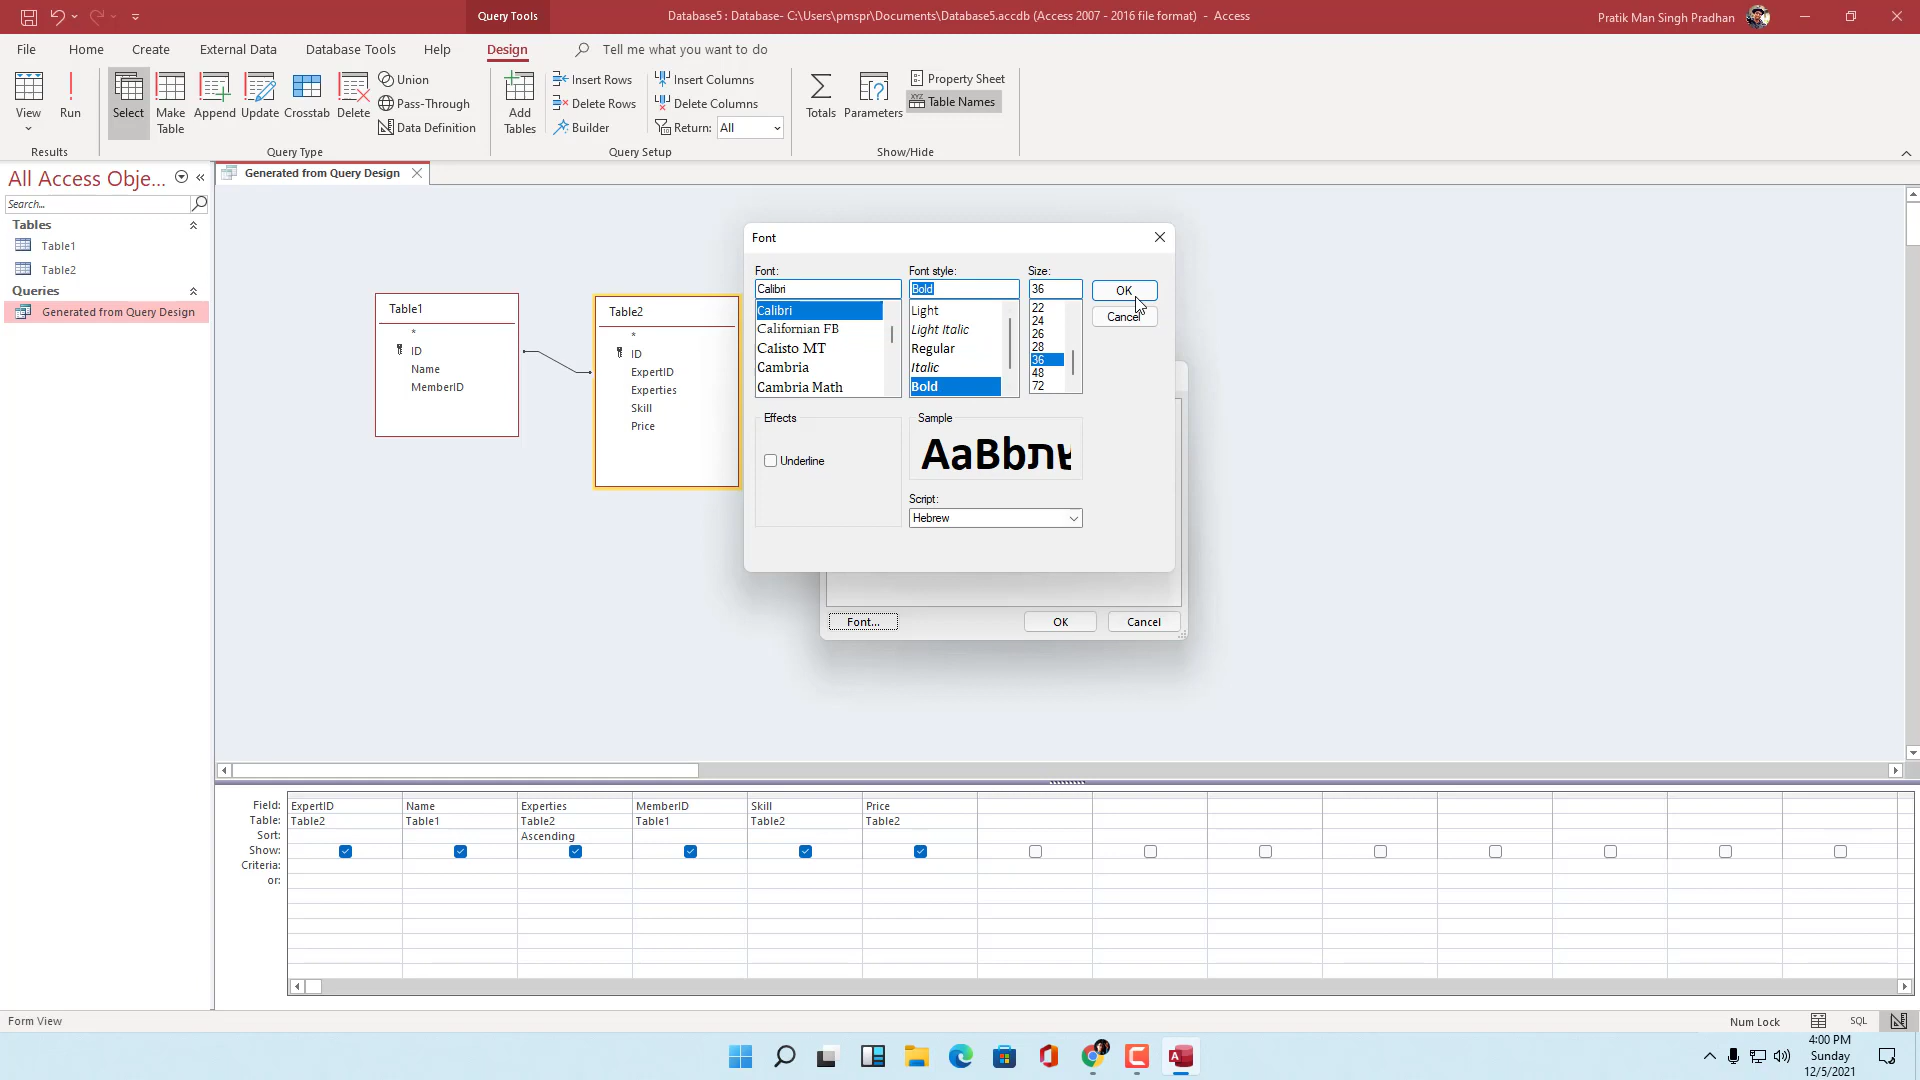 Query Tools
Database5 : Database- C:\Users\pmspr\Documents\Database5.accdb (Access 2007 - 2016 file format)  -  Access
Pratik Man Singh Pradhan
File Home Create External Data Database Tools Help Design Tell me what you want to do
View
Run
Results
Select
Make Table
Append
Update
Crosstab
Delete
Union
Pass-Through
Data Definition
Query Type
Add Tables
Insert Rows
Delete Rows
Builder
Insert Columns
Delete Columns
Return: All
Query Setup
Totals
Parameters
Property Sheet
Table Names
Show/Hide
All Access Obje...
Search...
Tables
Table1
Table2
Queries
Generated from Query Design
Generated from Query Design
Table1
*
ID
Name
MemberID
Table2
*
ID
ExpertID
Experties
Skill
Price
Font
Font:
Calibri
Calibri
Californian FB
Calisto MT
Cambria
Cambria Math
Font style:
Bold
Light
Light Italic
Regular
Italic
Bold
Size:
36
22
24
26
28
36
48
72
OK
Cancel
Effects
Underline
Sample
AaBbתש
Script:
Hebrew
Font...
OK
Cancel
Field: ExpertID Name Experties MemberID Skill Price
Table: Table2 Table1 Table2 Table1 Table2 Table2
Sort: Ascending
Show:
Criteria:
or:
Form View
Num Lock
SQL
4:00 PM
Sunday
12/5/2021